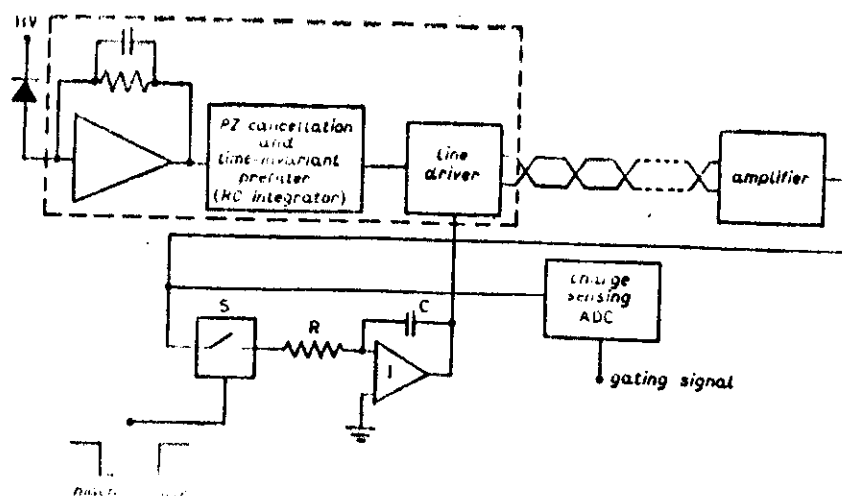 HV
PZ cancellation
and
time-invariant
prefilter
(RC integrator)
line
driver
amplifier
charge
sensing
ADC
S
R
C
I
gating signal